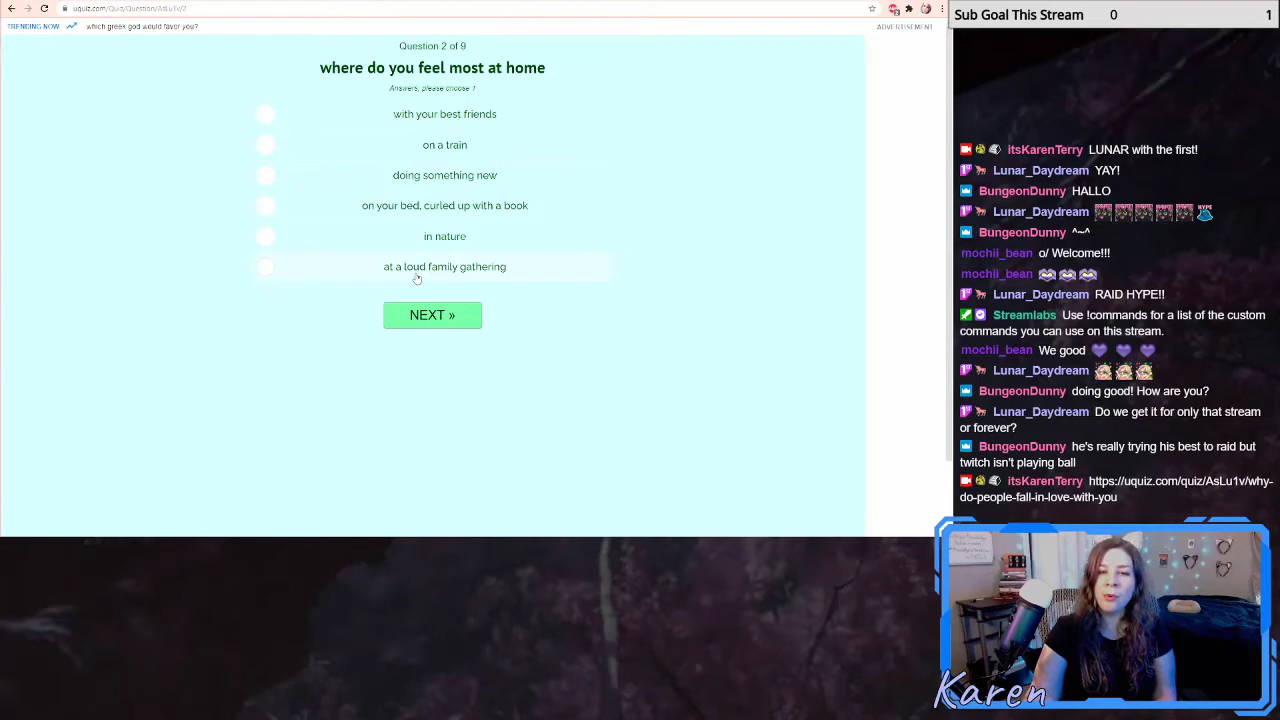 uquiz.com/Quiz/Question/AsLu1v/2
TRENDING NOW
which greek god would favor you?
ADVERTISEMENT
Question 2 of 9
where do you feel most at home
Answers, please choose 1
with your best friends
on a train
doing something new
on your bed, curled up with a book
in nature
at a loud family gathering
NEXT »
Sub Goal This Stream 0 1
itsKarenTerry LUNAR with the first!
Lunar_Daydream YAY!
BungeonDunny HALLO
Lunar_Daydream
BungeonDunny ^~^
mochii_bean o/ Welcome!!!
mochii_bean
Lunar_Daydream RAID HYPE!!
Streamlabs Use !commands for a list of the custom
commands you can use on this stream.
mochii_bean We good
Lunar_Daydream
BungeonDunny doing good! How are you?
Lunar_Daydream Do we get it for only that stream
or forever?
BungeonDunny he's really trying his best to raid but
twitch isn't playing ball
itsKarenTerry https://uquiz.com/quiz/AsLu1v/why-
do-people-fall-in-love-with-you
Karen